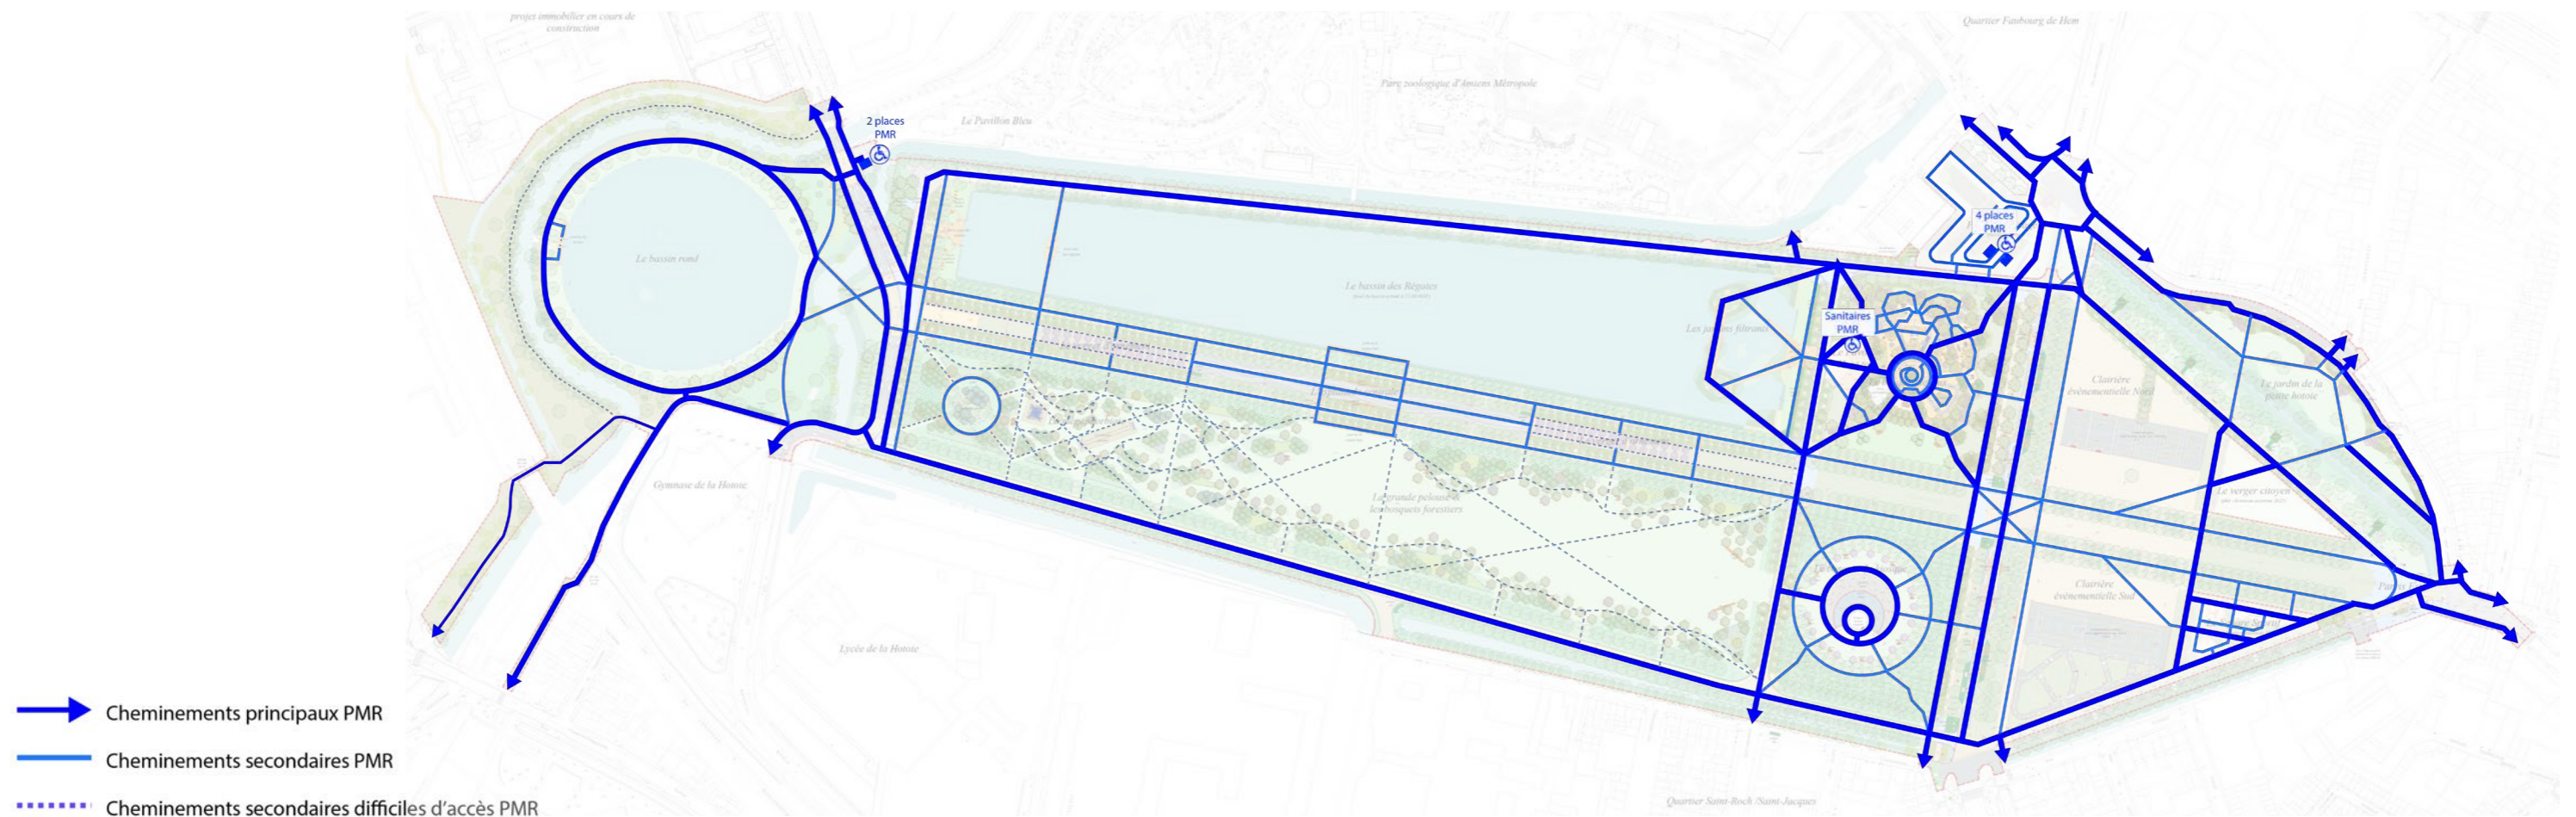 projet immobilier en cours de
construction
Quartier Faubourg de Hem
Parc zoologique d'Amiens Métropole
Le Pavillon Bleu
2 places
PMR
4 places
PMR
Le bassin rond
Le bassin des Régates
Les jardins filtrants
Sanitaires
PMR
Clairière
événementielle Nord
Le jardin de la
petite hotoie
Gymnase de la Hotoie
La grande pelouse et
les bosquets forestiers
Le verger citoyen
Clairière
événementielle Sud
Lycée de la Hotoie
Quartier Saint-Roch /Saint-Jacques
Cheminements principaux PMR
Cheminements secondaires PMR
Cheminements secondaires difficiles d'accès PMR